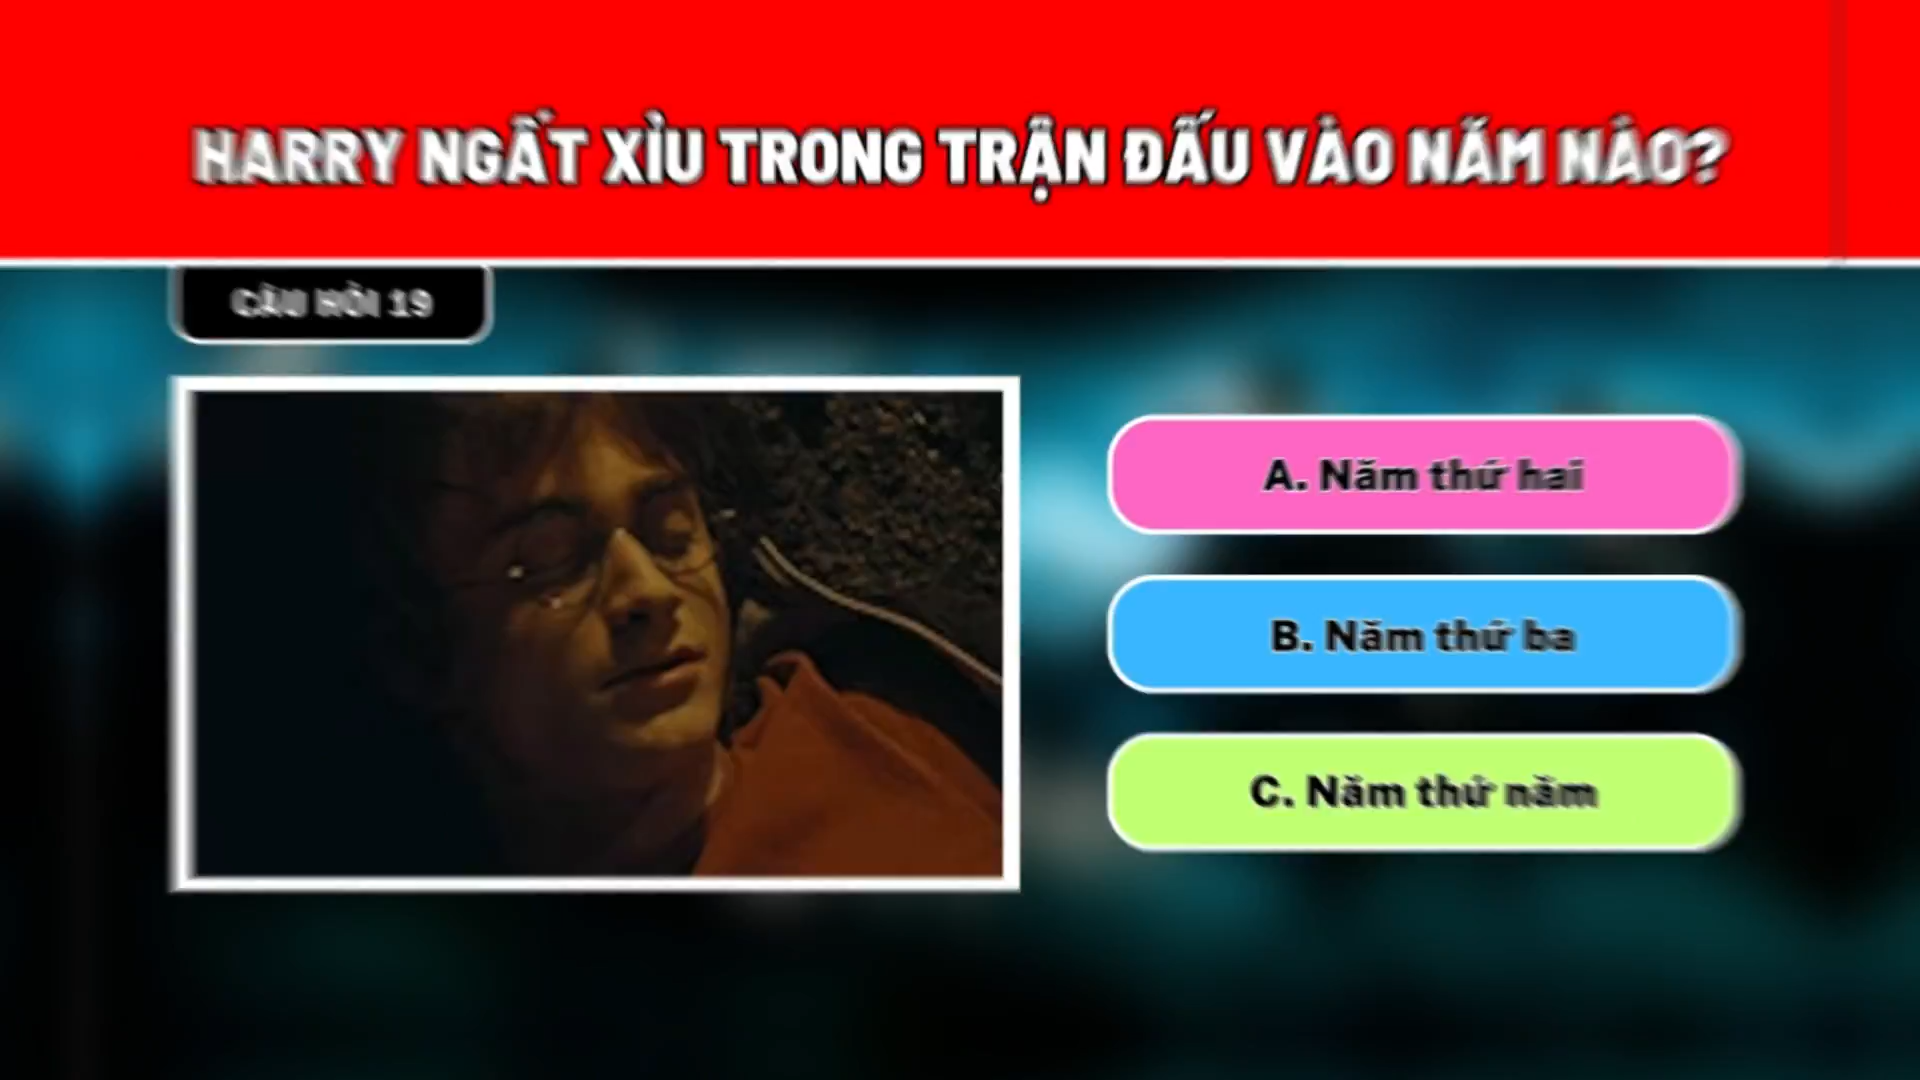 HARRY NGẤT XỈU TRONG TRẬN ĐẤU VÀO NĂM NÀO?
CÂU HỎI 19
A. Năm thứ hai
B. Năm thứ ba
C. Năm thứ năm